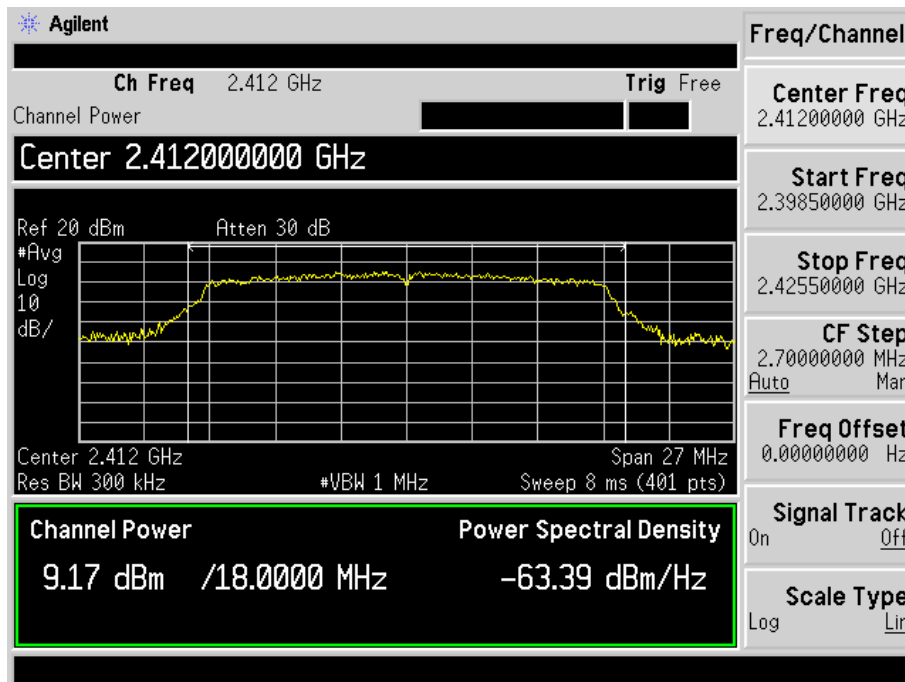 Agilent
Freq/Channel
Ch Freq 2.412 GHz Trig Free
Channel Power
Center 2.412000000 GHz
Ref 20 dBm Atten 30 dB
#Avg
Log
10
dB/
Center 2.412 GHz Span 27 MHz
Res BW 300 kHz #VBW 1 MHz Sweep 8 ms (401 pts)
Channel Power Power Spectral Density
9.17 dBm /18.0000 MHz -63.39 dBm/Hz
Center Freq
2.41200000 GHz
Start Freq
2.39850000 GHz
Stop Freq
2.42550000 GHz
CF Step
2.70000000 MHz
Auto Man
Freq Offset
0.00000000 Hz
Signal Track
On Off
Scale Type
Log Lin